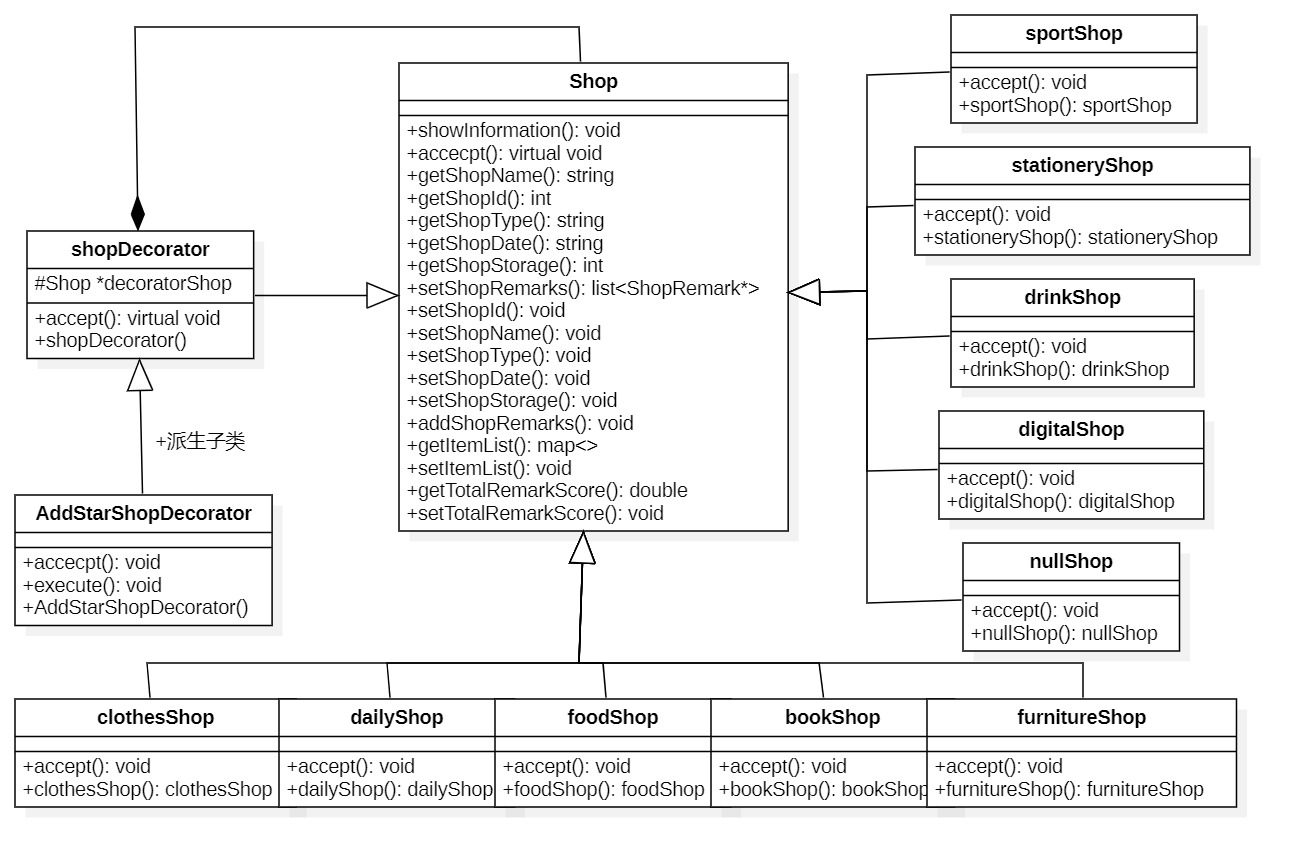 Shop
+showInformation(): void
+accecpt(): virtual void
+getShopName(): string
+getShopId(): int
+getShopType(): string
+getShopDate(): string
+getShopStorage(): int
+setShopRemarks(): list<ShopRemark*>
+setShopId(): void
+setShopName(): void
+setShopType(): void
+setShopDate(): void
+setShopStorage(): void
+addShopRemarks(): void
+getItemList(): map<>
+setItemList(): void
+getTotalRemarkScore(): double
+setTotalRemarkScore(): void
shopDecorator
#Shop *decoratorShop
+accept(): virtual void
+shopDecorator()
+派生子类
AddStarShopDecorator
+accecpt(): void
+execute(): void
+AddStarShopDecorator()
sportShop
+accept(): void
+sportShop(): sportShop
stationeryShop
+accept(): void
+stationeryShop(): stationeryShop
drinkShop
+accept(): void
+drinkShop(): drinkShop
digitalShop
+accept(): void
+digitalShop(): digitalShop
nullShop
+accept(): void
+nullShop(): nullShop
clothesShop
+accept(): void
+clothesShop(): clothesShop
dailyShop
+accept(): void
+dailyShop(): dailyShop
foodShop
+accept(): void
+foodShop(): foodShop
bookShop
+accept(): void
+bookShop(): bookShop
furnitureShop
+accept(): void
+furnitureShop(): furnitureShop